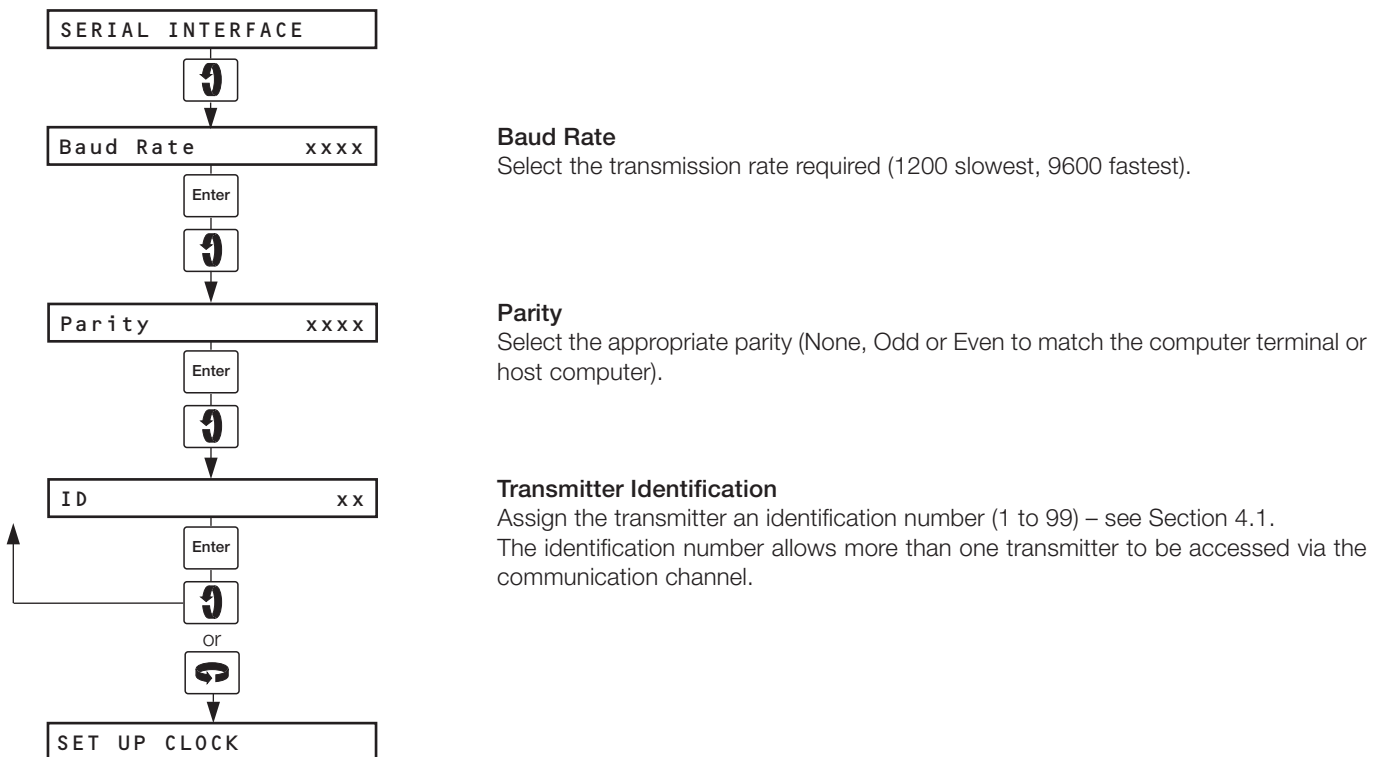 SERIAL INTERFACE
Baud Rate xxxx
Baud Rate
Select the transmission rate required (1200 slowest, 9600 fastest).
Enter
Parity xxxx
Parity
Select the appropriate parity (None, Odd or Even to match the computer terminal or
host computer).
Enter
ID xx
Transmitter Identification
Assign the transmitter an identification number (1 to 99) – see Section 4.1.
The identification number allows more than one transmitter to be accessed via the
communication channel.
Enter
or
SET UP CLOCK